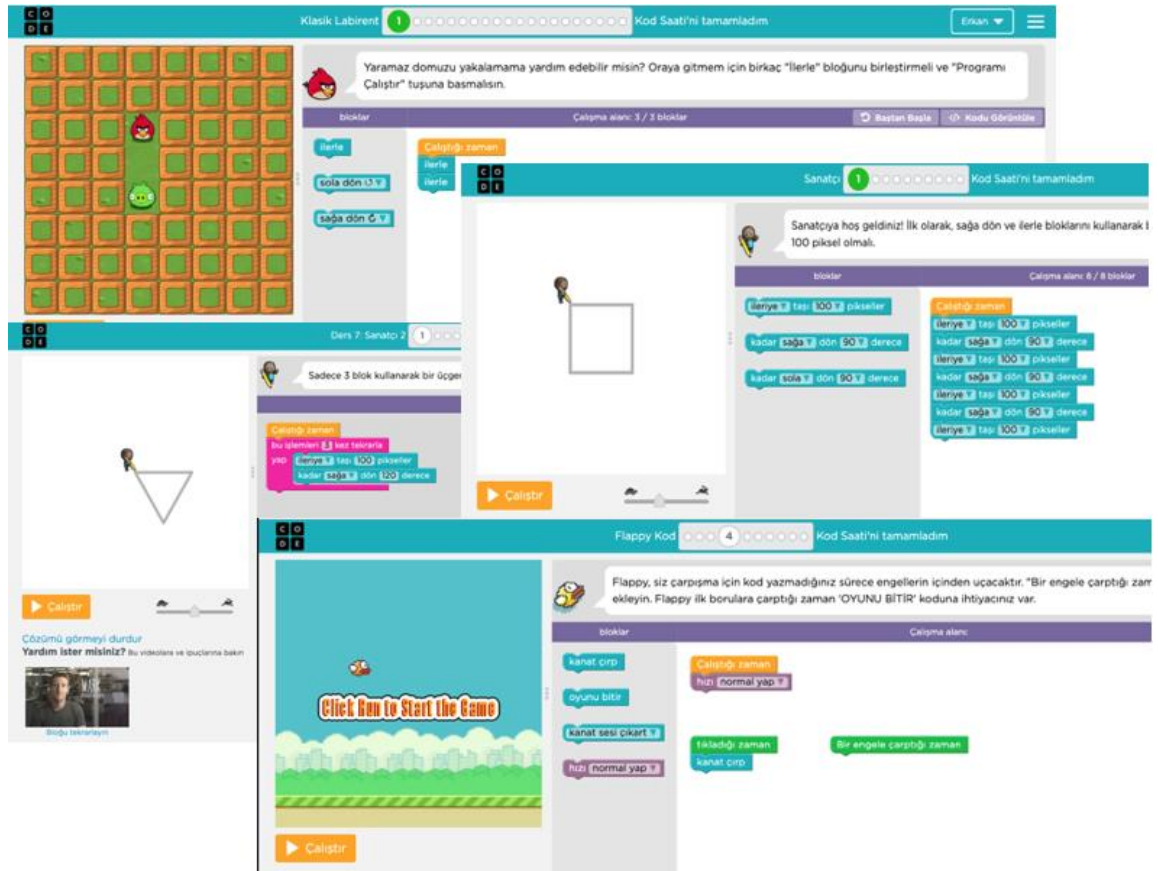 CODE
Klasik Labirent 1 Kod Saati'ni tamamladım
Erkan
Yaramaz domuzu yakalamama yardım edebilir misin? Oraya gitmem için birkaç "İlerle" bloğunu birleştirmeli ve "Programı
Çalıştır" tuşuna basmalısın.
bloklar
Çalışma alanı: 3 / 3 bloklar
Baştan Başla
Kodu Görüntüle
ilerle
sola dön
sağa dön
Çalıştığı zaman
ilerle
ilerle
CODE
Sanatçı 1 Kod Saati'ni tamamladım
Sanatçıya hoş geldiniz! İlk olarak, sağa dön ve ilerle bloklarını kullanarak
100 piksel olmalı.
bloklar
Çalışma alanı: 8 / 8 bloklar
ileriye taşı 100 pikseller
kadar sağa dön 90 derece
kadar sola dön 90 derece
Çalıştığı zaman
ileriye taşı 100 pikseller
kadar sağa dön 90 derece
ileriye taşı 100 pikseller
kadar sağa dön 90 derece
ileriye taşı 100 pikseller
kadar sağa dön 90 derece
ileriye taşı 100 pikseller
Çalıştır
CODE
Ders 7: Sanatçı 2 1
Sadece 3 blok kullanarak bir üçgen
Çalıştığı zaman
bu işlemleri 3 kez tekrarla
yap ileriye taşı 100 pikseller
kadar sağa dön 120 derece
Çalıştır
Çözümü görmeyi durdur
Yardım ister misiniz? Bu videolara ve ipuçlarına bakın
Bloğu tekrarlayın
CODE
Flappy Kod 4 Kod Saati'ni tamamladım
Flappy, siz çarpışma için kod yazmadığınız sürece engellerin içinden uçacaktır. "Bir engele çarptığı zam
ekleyin. Flappy ilk borulara çarptığı zaman 'OYUNU BİTİR' koduna ihtiyacınız var.
bloklar
Çalışma alanı:
kanat çırp
oyunu bitir
kanat sesi çıkart
hızı normal yap
Çalıştığı zaman
hızı normal yap
tıkladığı zaman
kanat çırp
Bir engele çarptığı zaman
Click Run to Start the Game
Çalıştır